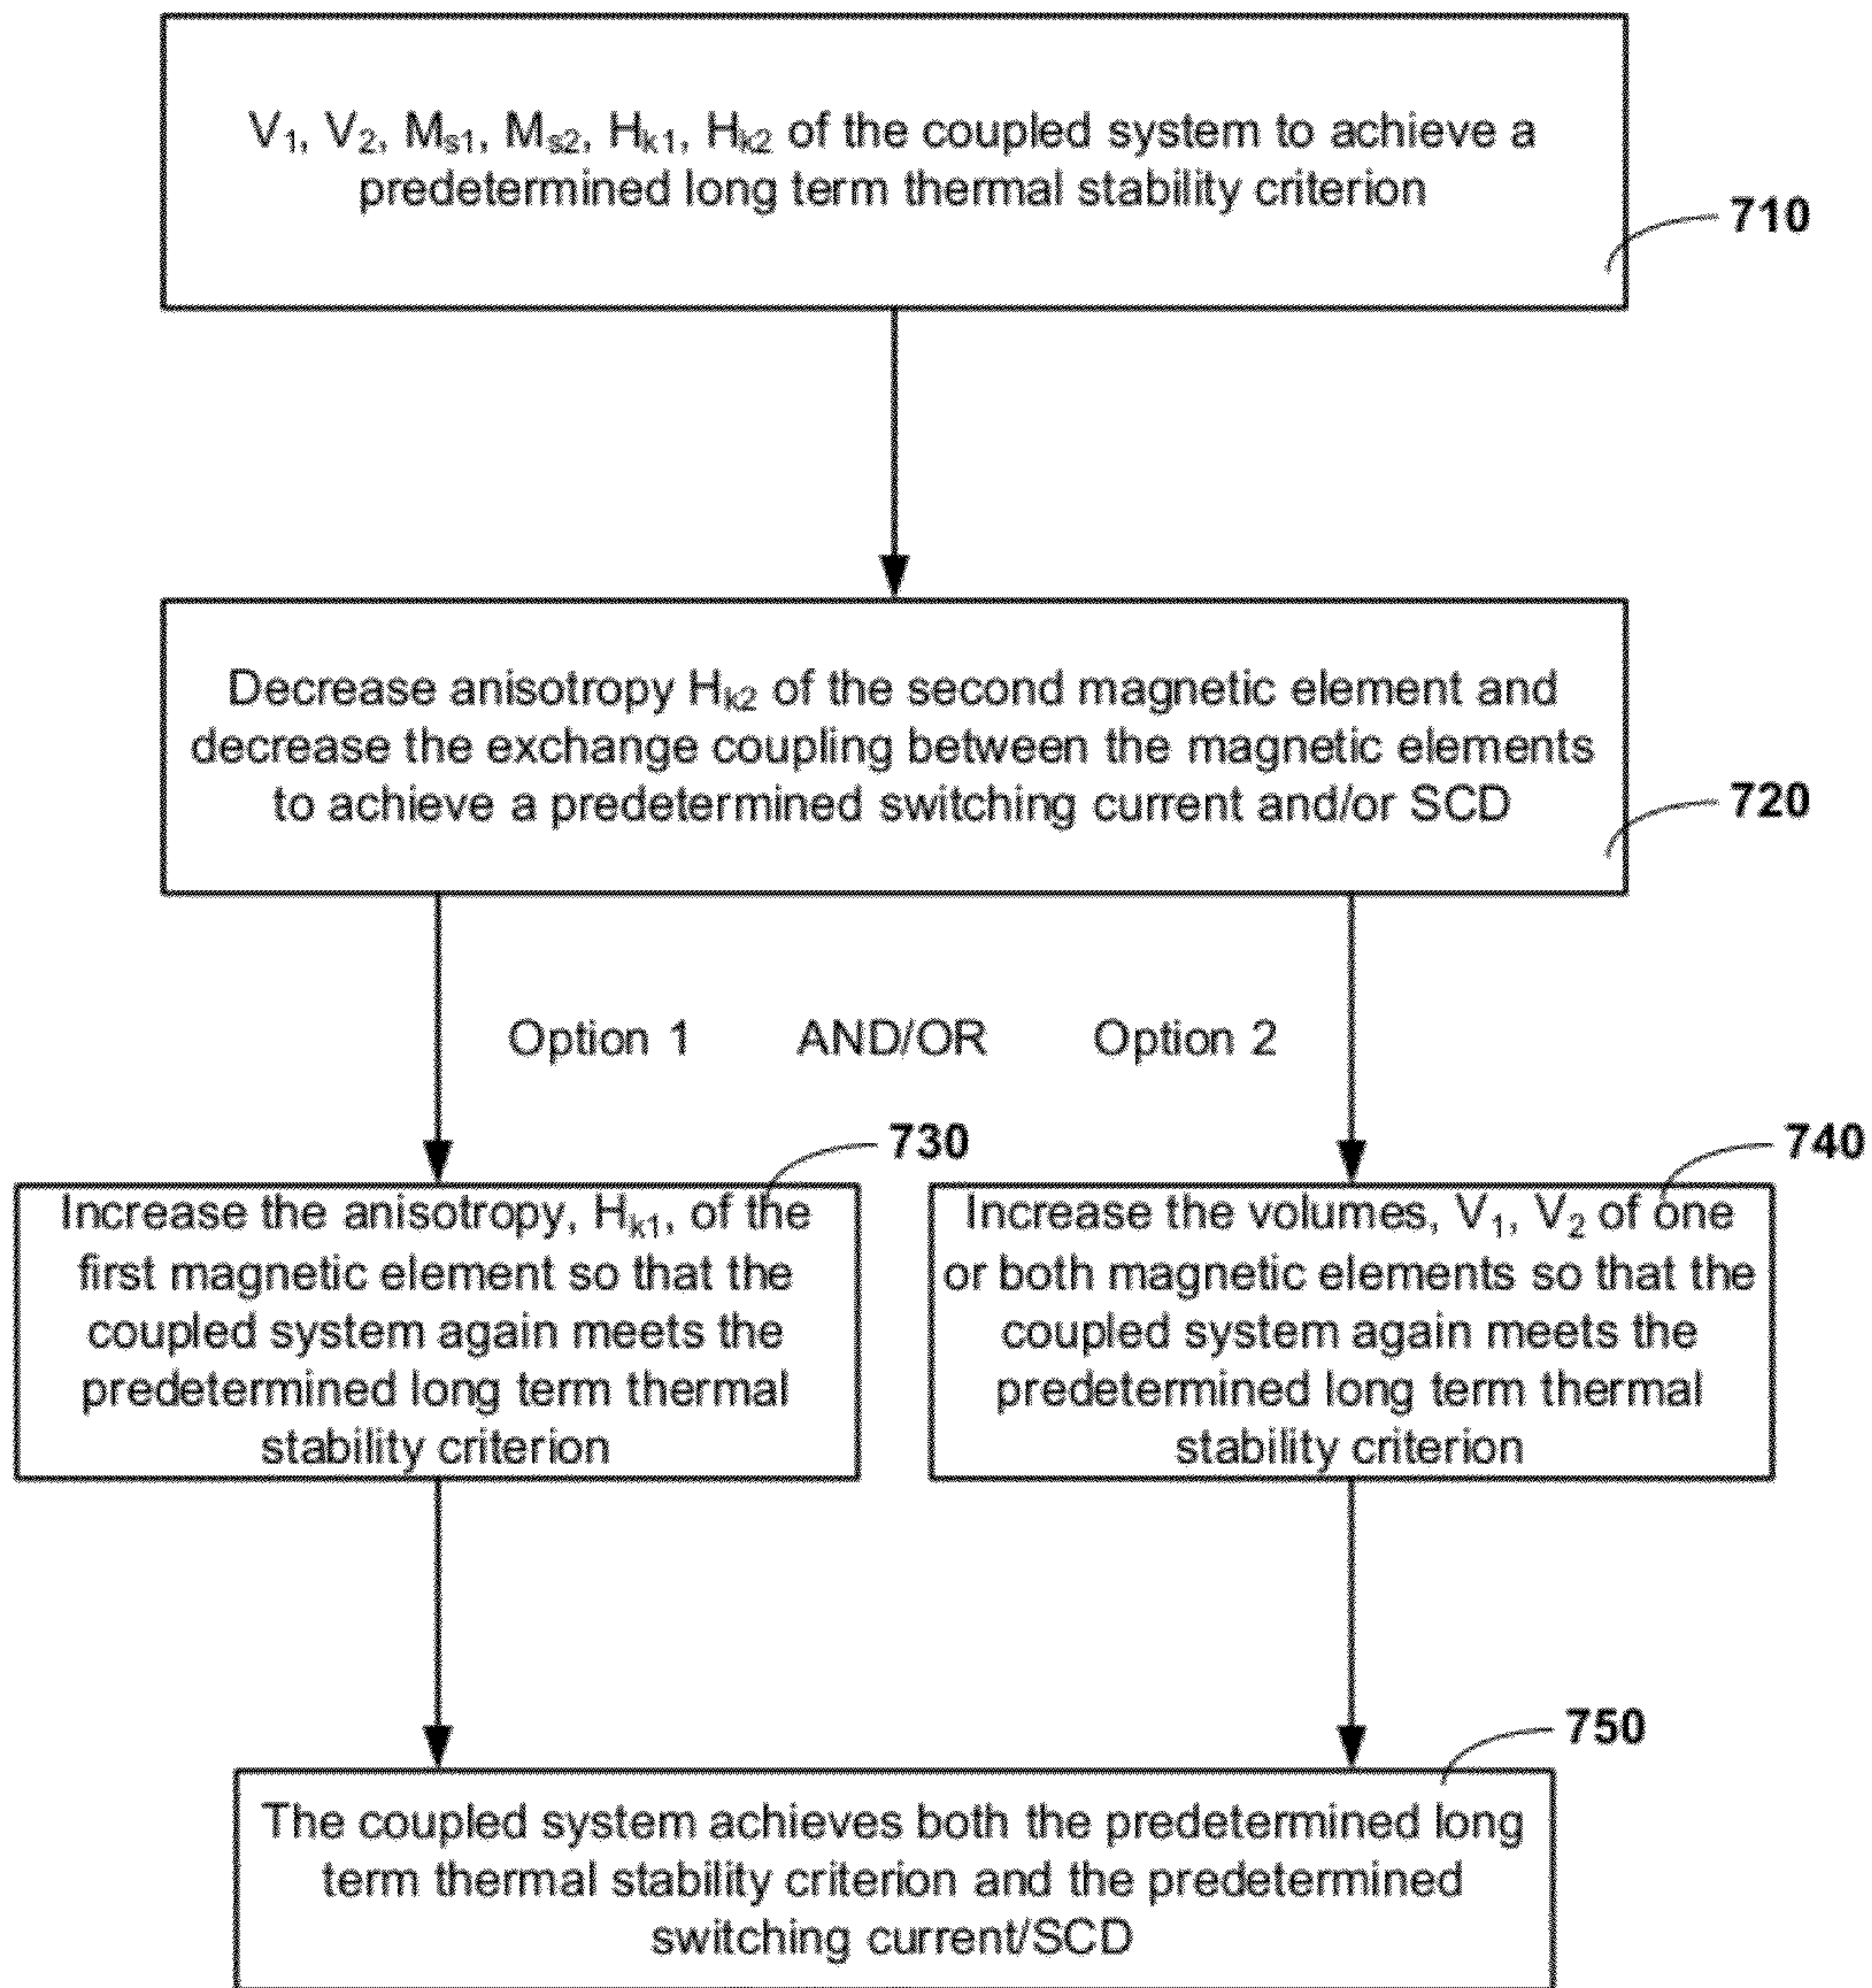 V₁, V₂, Mₛ₁, Mₛ₂, Hₖ₁, Hₖ₂ of the coupled system to achieve a
predetermined long term thermal stability criterion
710
Decrease anisotropy Hₖ₂ of the second magnetic element and
decrease the exchange coupling between the magnetic elements
to achieve a predetermined switching current and/or SCD
720
Option 1 AND/OR Option 2
730
Increase the anisotropy, Hₖ₁, of the
first magnetic element so that the
coupled system again meets the
predetermined long term thermal
stability criterion
740
Increase the volumes, V₁, V₂ of one
or both magnetic elements so that the
coupled system again meets the
predetermined long term thermal
stability criterion
750
The coupled system achieves both the predetermined long
term thermal stability criterion and the predetermined
switching current/SCD